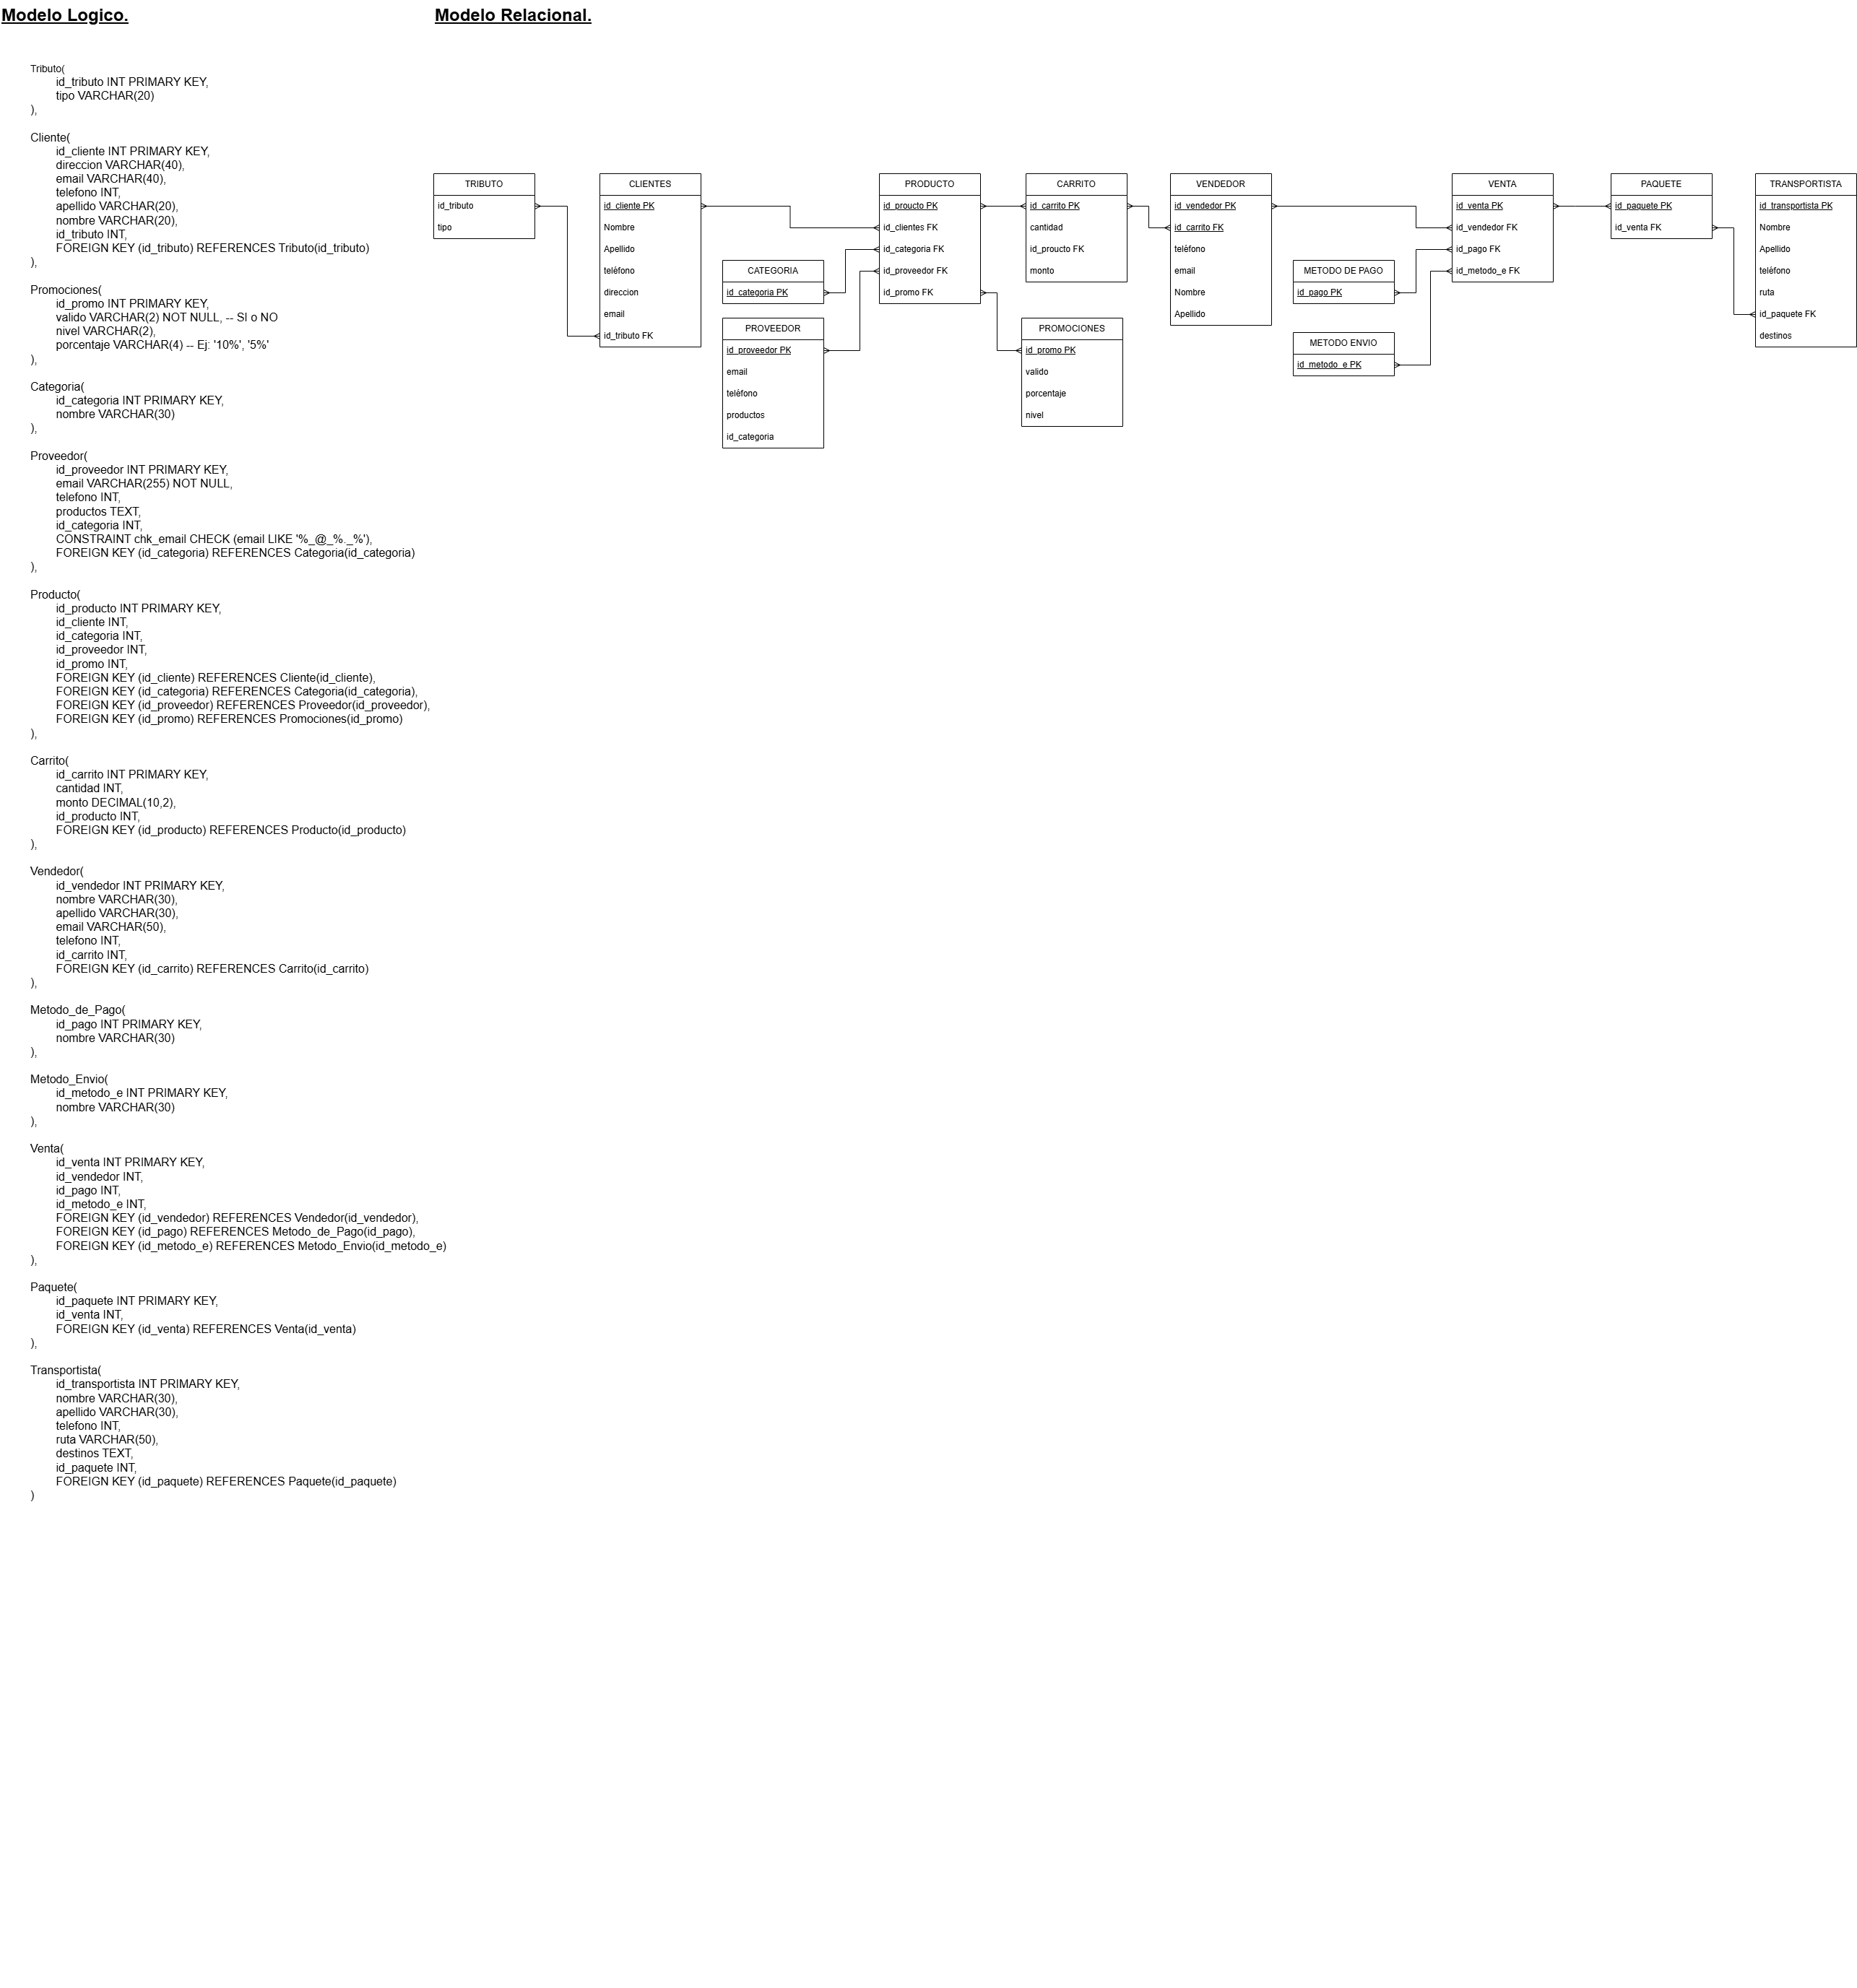 Modelo Logico.
Tributo(
id_tributo INT PRIMARY KEY,
tipo VARCHAR(20)
),
Cliente(
id_cliente INT PRIMARY KEY,
direccion VARCHAR(40),
email VARCHAR(40),
telefono INT,
apellido VARCHAR(20),
nombre VARCHAR(20),
id_tributo INT,
FOREIGN KEY (id_tributo) REFERENCES Tributo(id_tributo)
),
Promociones(
id_promo INT PRIMARY KEY,
valido VARCHAR(2) NOT NULL, -- SI o NO
nivel VARCHAR(2),
porcentaje VARCHAR(4) -- Ej: '10%', '5%'
),
Categoria(
id_categoria INT PRIMARY KEY,
nombre VARCHAR(30)
),
Proveedor(
id_proveedor INT PRIMARY KEY,
email VARCHAR(255) NOT NULL,
telefono INT,
productos TEXT,
id_categoria INT,
CONSTRAINT chk_email CHECK (email LIKE '%_@_%._%'),
FOREIGN KEY (id_categoria) REFERENCES Categoria(id_categoria)
),
Producto(
id_producto INT PRIMARY KEY,
id_cliente INT,
id_categoria INT,
id_proveedor INT,
id_promo INT,
FOREIGN KEY (id_cliente) REFERENCES Cliente(id_cliente),
FOREIGN KEY (id_categoria) REFERENCES Categoria(id_categoria),
FOREIGN KEY (id_proveedor) REFERENCES Proveedor(id_proveedor),
FOREIGN KEY (id_promo) REFERENCES Promociones(id_promo)
),
Carrito(
id_carrito INT PRIMARY KEY,
cantidad INT,
monto DECIMAL(10,2),
id_producto INT,
FOREIGN KEY (id_producto) REFERENCES Producto(id_producto)
),
Vendedor(
id_vendedor INT PRIMARY KEY,
nombre VARCHAR(30),
apellido VARCHAR(30),
email VARCHAR(50),
telefono INT,
id_carrito INT,
FOREIGN KEY (id_carrito) REFERENCES Carrito(id_carrito)
),
Metodo_de_Pago(
id_pago INT PRIMARY KEY,
nombre VARCHAR(30)
),
Metodo_Envio(
id_metodo_e INT PRIMARY KEY,
nombre VARCHAR(30)
),
Venta(
id_venta INT PRIMARY KEY,
id_vendedor INT,
id_pago INT,
id_metodo_e INT,
FOREIGN KEY (id_vendedor) REFERENCES Vendedor(id_vendedor),
FOREIGN KEY (id_pago) REFERENCES Metodo_de_Pago(id_pago),
FOREIGN KEY (id_metodo_e) REFERENCES Metodo_Envio(id_metodo_e)
),
Paquete(
id_paquete INT PRIMARY KEY,
id_venta INT,
FOREIGN KEY (id_venta) REFERENCES Venta(id_venta)
),
Transportista(
id_transportista INT PRIMARY KEY,
nombre VARCHAR(30),
apellido VARCHAR(30),
telefono INT,
ruta VARCHAR(50),
destinos TEXT,
id_paquete INT,
FOREIGN KEY (id_paquete) REFERENCES Paquete(id_paquete)
)
Modelo Relacional.
TRIBUTO
id_tributo
tipo
CLIENTES
id_cliente PK
Nombre
Apellido
teléfono
direccion
email
id_tributo FK
CATEGORIA
id_categoria PK
PROVEEDOR
id_proveedor PK
email
teléfono
productos
id_categoria
PRODUCTO
id_proucto PK
id_clientes FK
id_categoria FK
id_proveedor FK
id_promo FK
CARRITO
id_carrito PK
cantidad
id_proucto FK
monto
PROMOCIONES
id_promo PK
valido
porcentaje
nivel
VENDEDOR
id_vendedor PK
id_carrito FK
teléfono
email
Nombre
Apellido
METODO DE PAGO
id_pago PK
METODO ENVIO
id_metodo_e PK
VENTA
id_venta PK
id_vendedor FK
id_pago FK
id_metodo_e FK
PAQUETE
id_paquete PK
id_venta FK
TRANSPORTISTA
id_transportista PK
Nombre
Apellido
teléfono
ruta
id_paquete FK
destinos